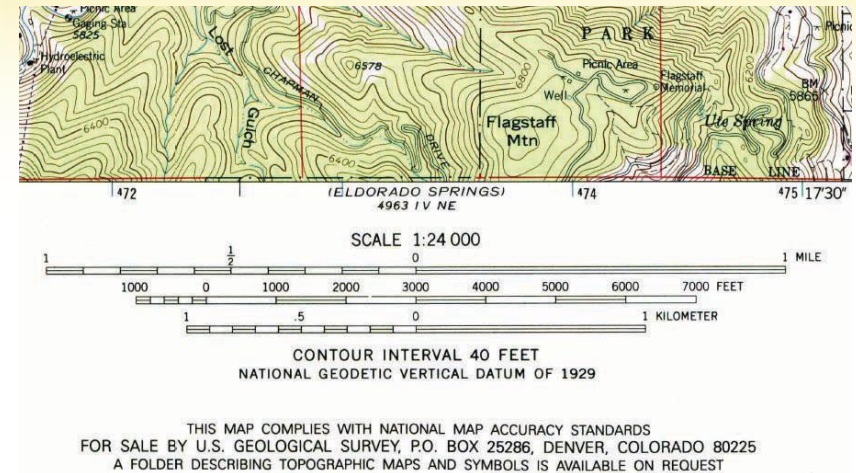 Picnic Area
Gaging Sta
5825
Hydroelectric
Plant
Lost
Gulch
CHAPMAN
DRIVE
6578
6400
6400
PARK
6800
Picnic Area
Well
Flagstaff
Memorial
Flagstaff
Mtn
6200
Picnic
BM
5865
Ute Spring
BASE LINE
472
(ELDORADO SPRINGS)
4963 IV NE
474
475
17'30"
SCALE 1:24 000
1 1/2 0 1 MILE
1000 0 1000 2000 3000 4000 5000 6000 7000 FEET
1 .5 0 1 KILOMETER
CONTOUR INTERVAL 40 FEET
NATIONAL GEODETIC VERTICAL DATUM OF 1929
THIS MAP COMPLIES WITH NATIONAL MAP ACCURACY STANDARDS
FOR SALE BY U.S. GEOLOGICAL SURVEY, P.O. BOX 25286, DENVER, COLORADO 80225
A FOLDER DESCRIBING TOPOGRAPHIC MAPS AND SYMBOLS IS AVAILABLE ON REQUEST